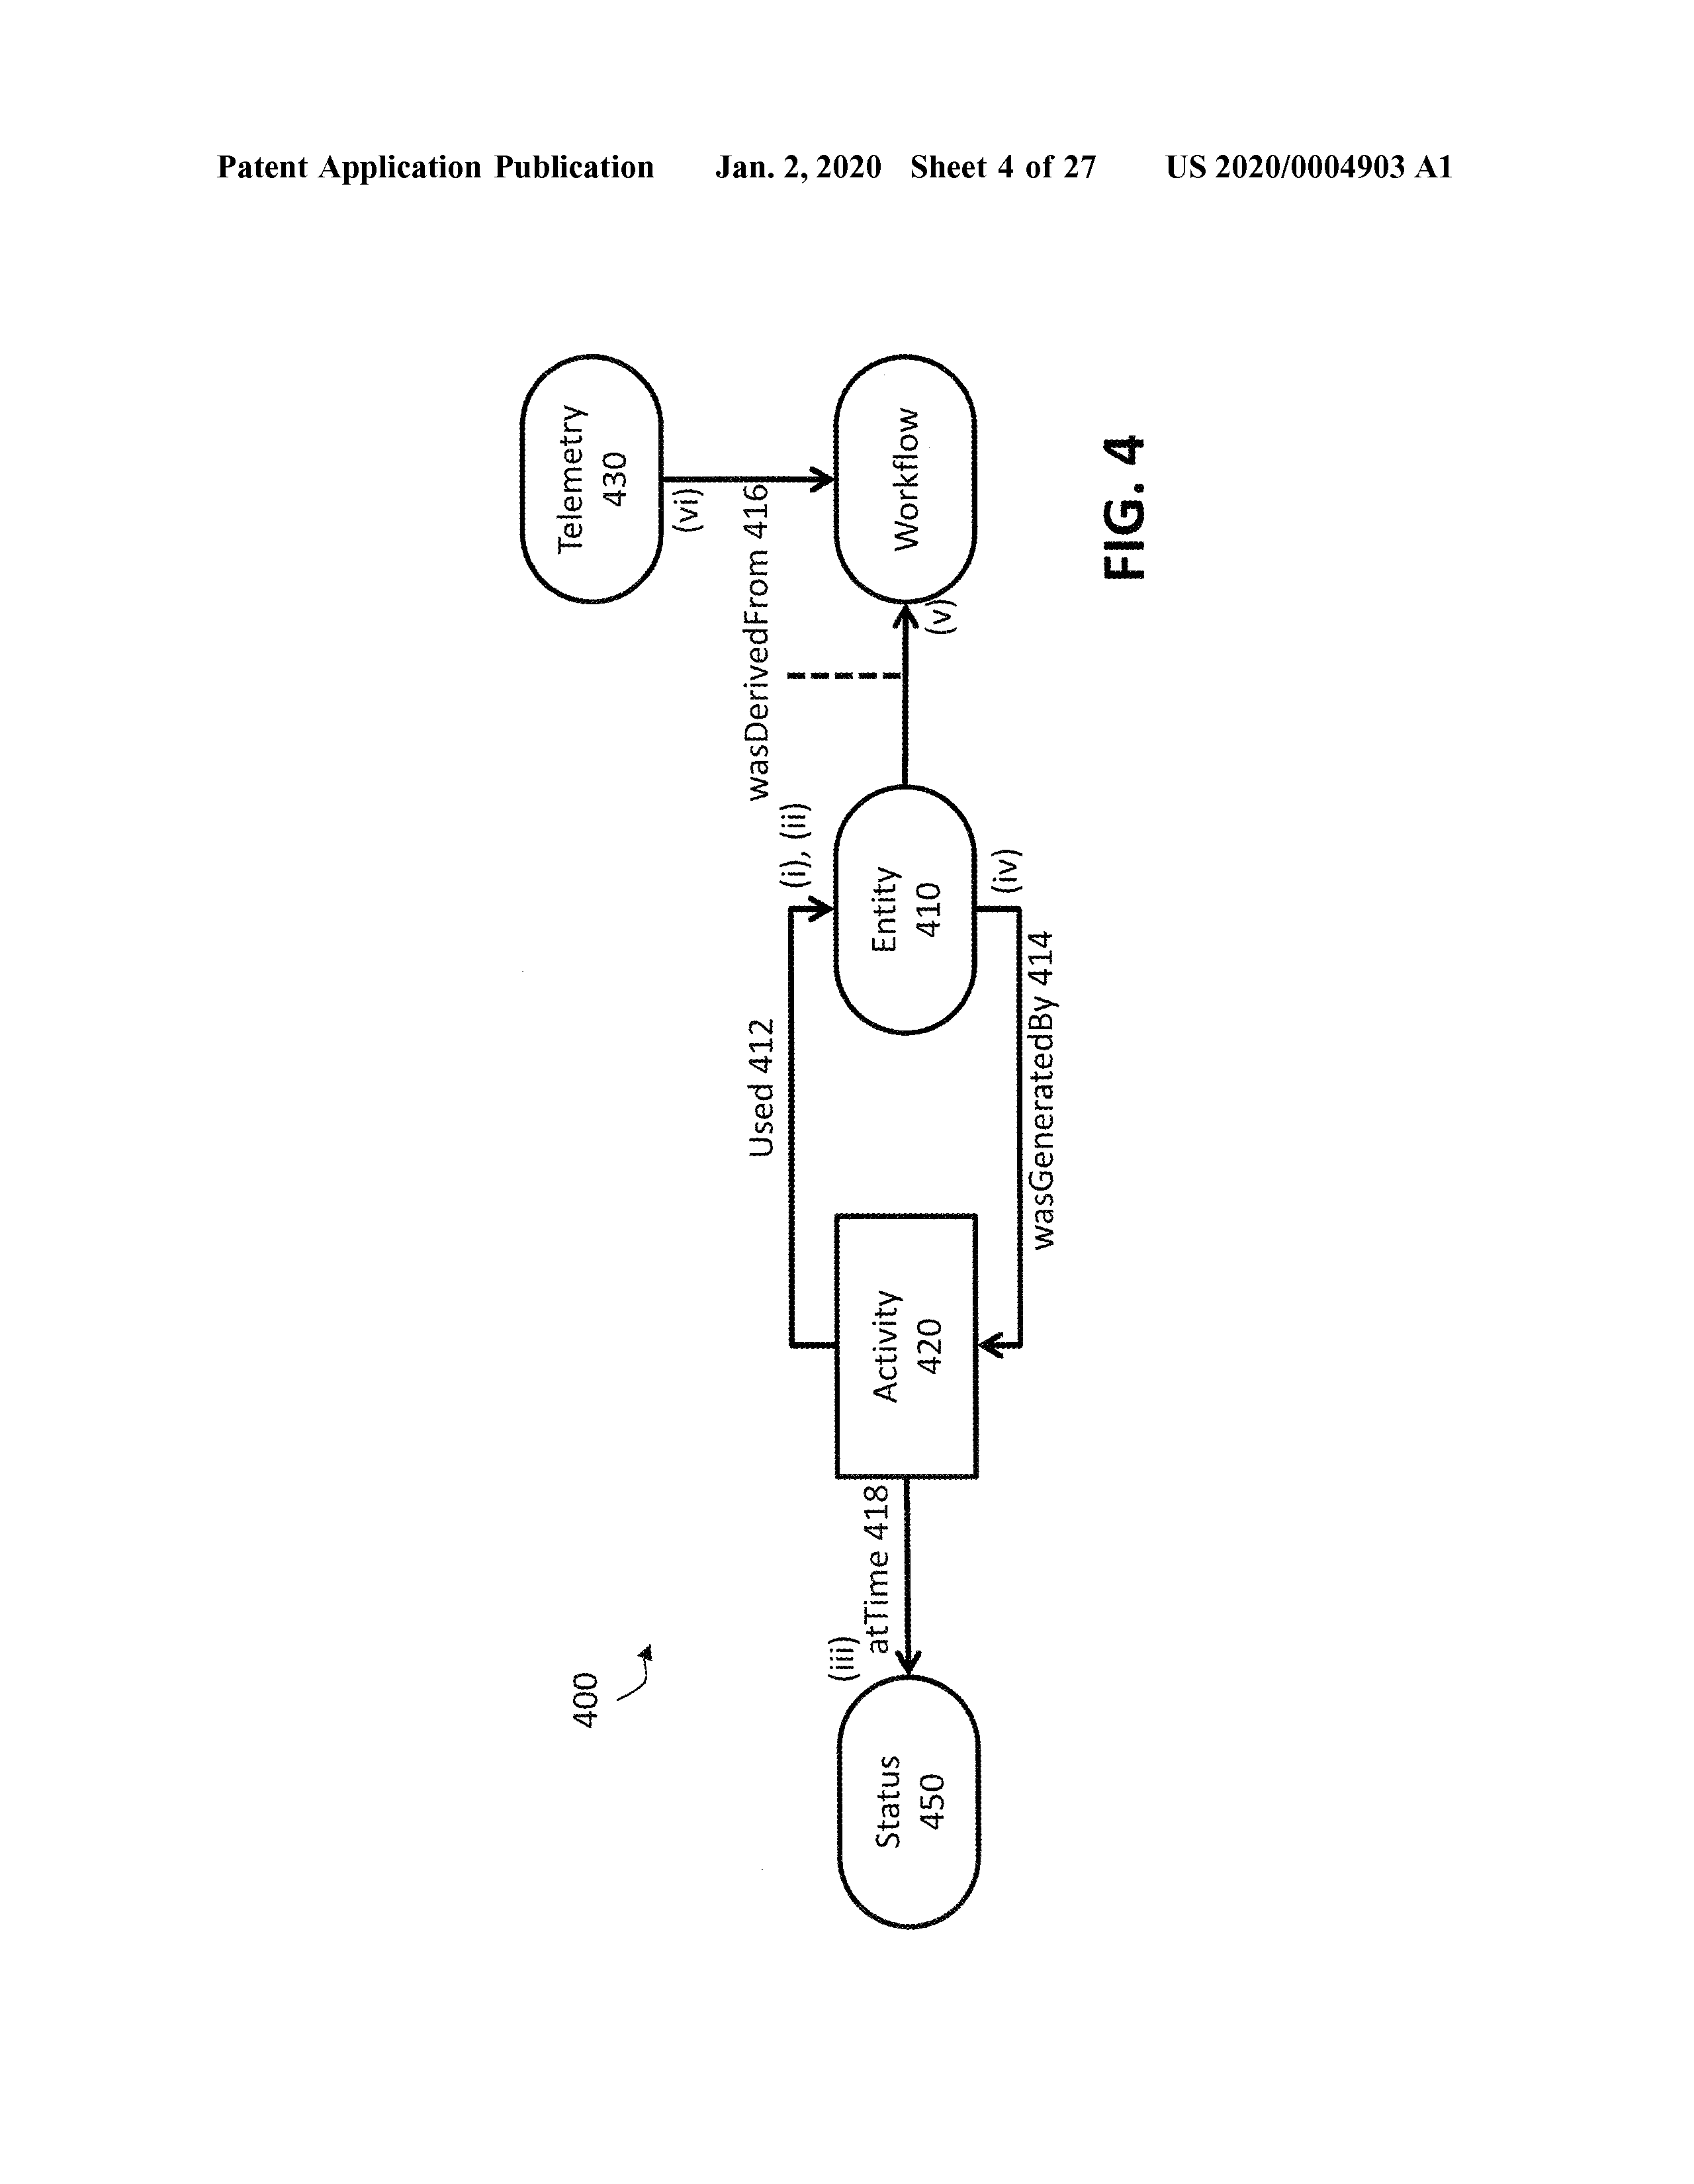 Patent Application Publication Jan. 2, 2020 Sheet 4 of 27 US 2020/0004903 A1
400
Telemetry
430
(vi)
wasDerivedFrom 416
Used 412
(i), (ii)
(iii)
atTime 418
Status
450
Activity
420
Entity
410
Workflow
(v)
(iv)
wasGeneratedBy 414
FIG. 4